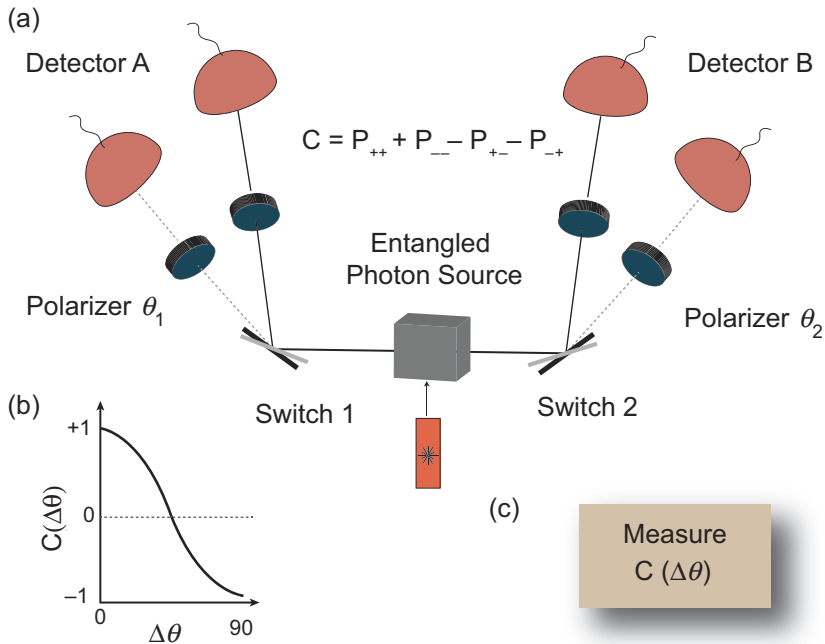 (a)
Detector A
Detector B
C = P₊₊ + P₋₋ – P₊₋ – P₋₊
Entangled
Photon Source
Polarizer θ₁
Polarizer θ₂
Switch 1
Switch 2
(b)
+1
C(Δθ)
0
–1
0
Δθ
90
(c)
Measure
C (Δθ)